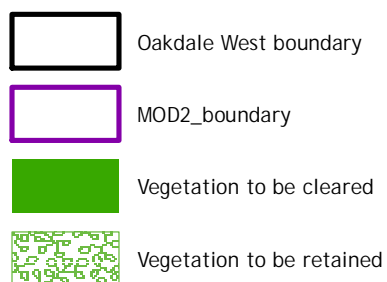 Oakdale West boundary
MOD2_boundary
Vegetation to be cleared
Vegetation to be retained